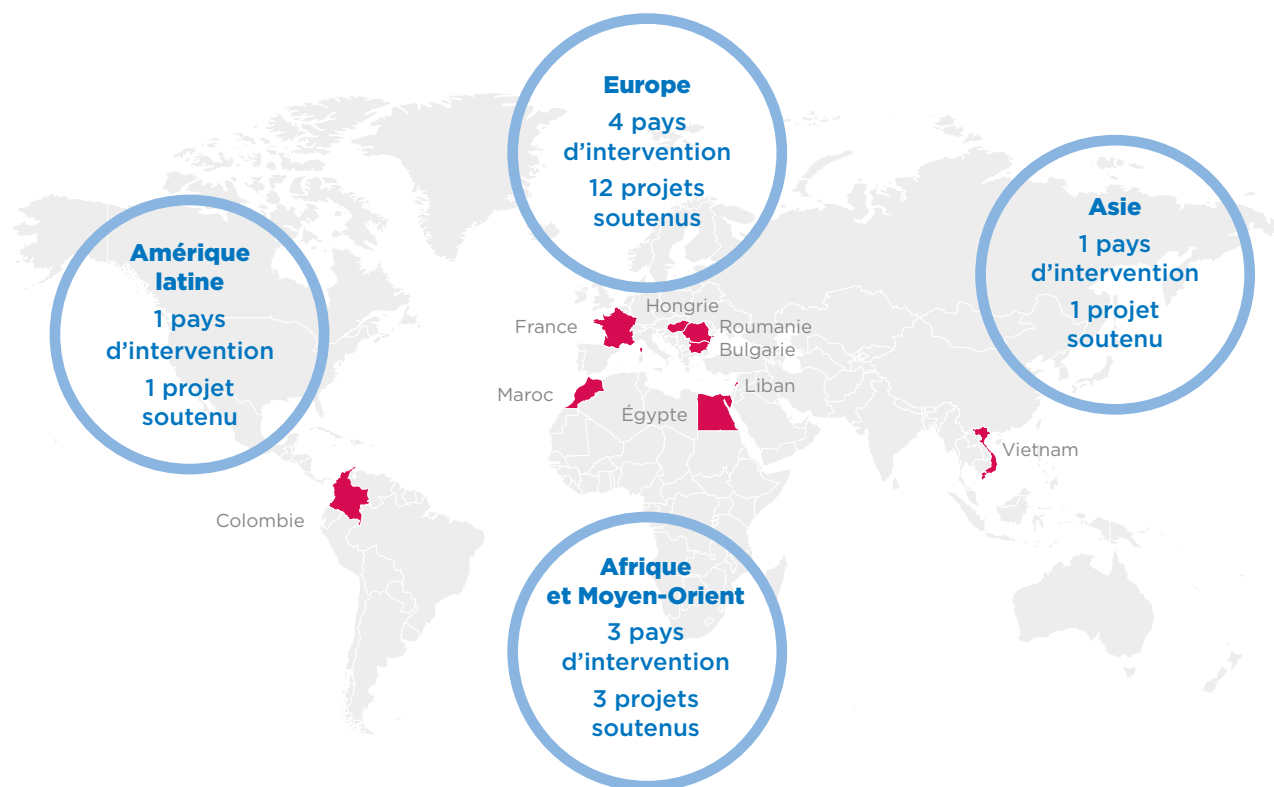 Europe
4 pays
d’intervention
12 projets
soutenus
Asie
1 pays
d’intervention
1 projet
soutenu
Amérique
latine
1 pays
d’intervention
1 projet
soutenu
Hongrie
France
Roumanie
Bulgarie
Maroc
Liban
Égypte
Vietnam
Colombie
Afrique
et Moyen-Orient
3 pays
d’intervention
3 projets
soutenus